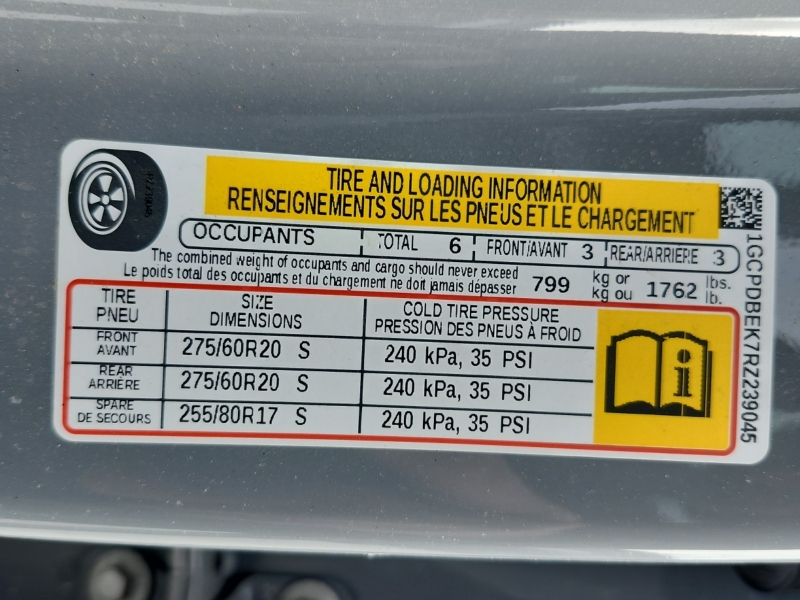 TIRE AND LOADING INFORMATION
RENSEIGNEMENTS SUR LES PNEUS ET LE CHARGEMENT
OCCUPANTS TOTAL 6 FRONT/AVANT 3 REAR/ARRIERE 3
The combined weight of occupants and cargo should never exceed
Le poids total des occupants et du chargement ne doit jamais dépasser
799 kg or 1762 lbs.
kg ou lb.
TIRE SIZE COLD TIRE PRESSURE
PNEU DIMENSIONS PRESSION DES PNEUS À FROID
FRONT
AVANT 275/60R20 S 240 kPa, 35 PSI
REAR
ARRIÈRE 275/60R20 S 240 kPa, 35 PSI
SPARE
DE SECOURS 255/80R17 S 240 kPa, 35 PSI
1GCPDBEK7RZ239045